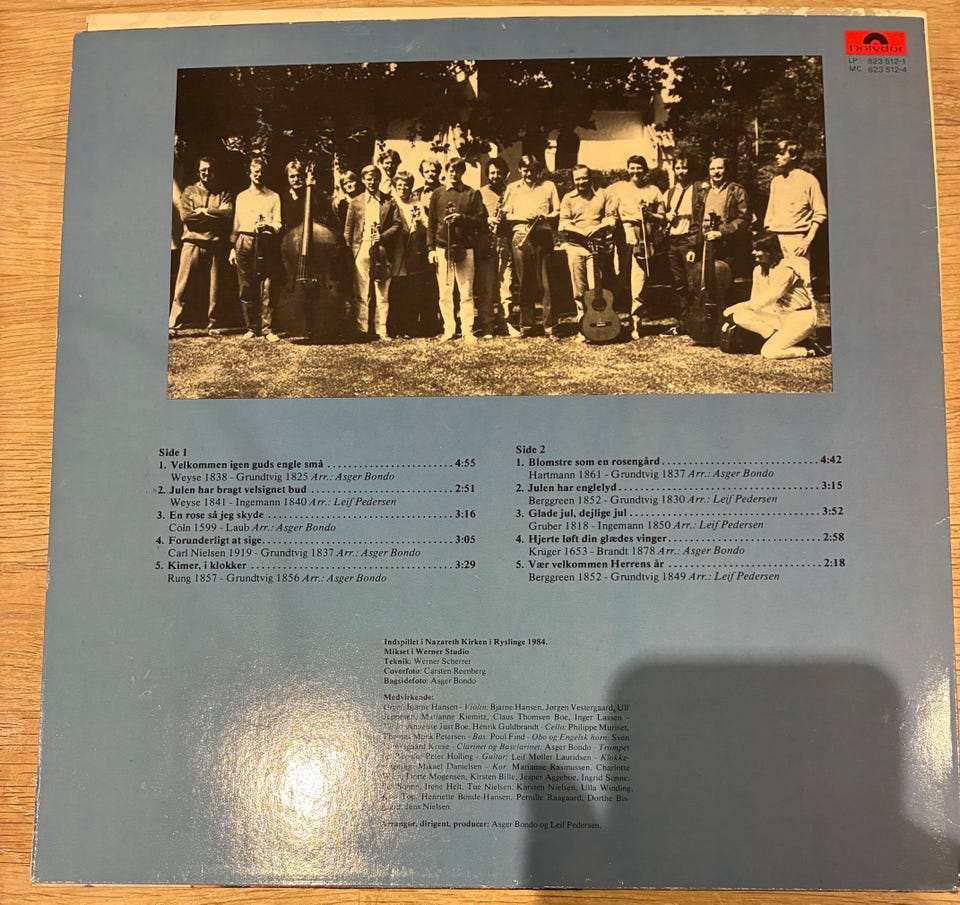 Polydor
LP 823 512-1
MC 823 512-4
Side 1
1. Velkommen igen guds engle små ........................ 4:55
Weyse 1838 - Grundtvig 1825 Arr.: Asger Bondo
2. Julen har bragt velsignet bud ........................ 2:51
Weyse 1841 - Ingemann 1840 Arr.: Leif Pedersen
3. En rose så jeg skyde ........................ 3:16
Cöln 1599 - Laub Arr.: Asger Bondo
4. Forunderligt at sige ........................ 3:05
Carl Nielsen 1919 - Grundtvig 1837 Arr.: Asger Bondo
5. Kimer, i klokker ........................ 3:29
Rung 1857 - Grundtvig 1856 Arr.: Asger Bondo
Side 2
1. Blomstre som en rosengård ........................ 4:42
Hartmann 1861 - Grundtvig 1837 Arr.: Asger Bondo
2. Julen har englelyd ........................ 3:15
Berggreen 1852 - Grundtvig 1830 Arr.: Leif Pedersen
3. Glade jul, dejlige jul ........................ 3:52
Gruber 1818 - Ingemann 1850 Arr.: Leif Pedersen
4. Hjerte løft din glædes vinger ........................ 2:58
Krüger 1653 - Brandt 1878 Arr.: Asger Bondo
5. Vær velkommen Herrens år ........................ 2:18
Berggreen 1852 - Grundtvig 1849 Arr.: Leif Pedersen
Indspillet i Nazareth Kirken i Ryslinge 1984.
Mikset i Werner Studio
Teknik: Werner Scherrer
Coverfoto: Carsten Reenberg
Bagsidefoto: Asger Bondo
Medvirkende:
Orgel: Bjarne Hansen - Violin: Bjarne Hansen, Jørgen Vestergaard, Ulf
Marianne Kiemitz, Claus Thomsen Boe, Inger Lassen -
Just Boe, Henrik Guldbrandt - Cello: Philippe Muriset,
Munk Petersen - Bas: Poul Find - Obo og Engelsk horn: Sven
Kruse - Clarinet og Basclarinet: Asger Bondo - Trompet
Peter Holling - Guitar: Leif Møller Lauridsen - Klokke-
Mikael Danielsen - Kor: Marianne Rasmussen, Charlotte
Dorte Mogensen, Kirsten Bille, Jesper Aggeboe, Ingrid Sonne,
Irene Helt, Tue Nielsen, Karsten Nielsen, Ulla Winding,
Top, Henriette Bonde-Hansen, Pernille Raagaard, Dorthe Bis-
Jens Nielsen.
Arrangør, dirigent, producer: Asger Bondo og Leif Pedersen.